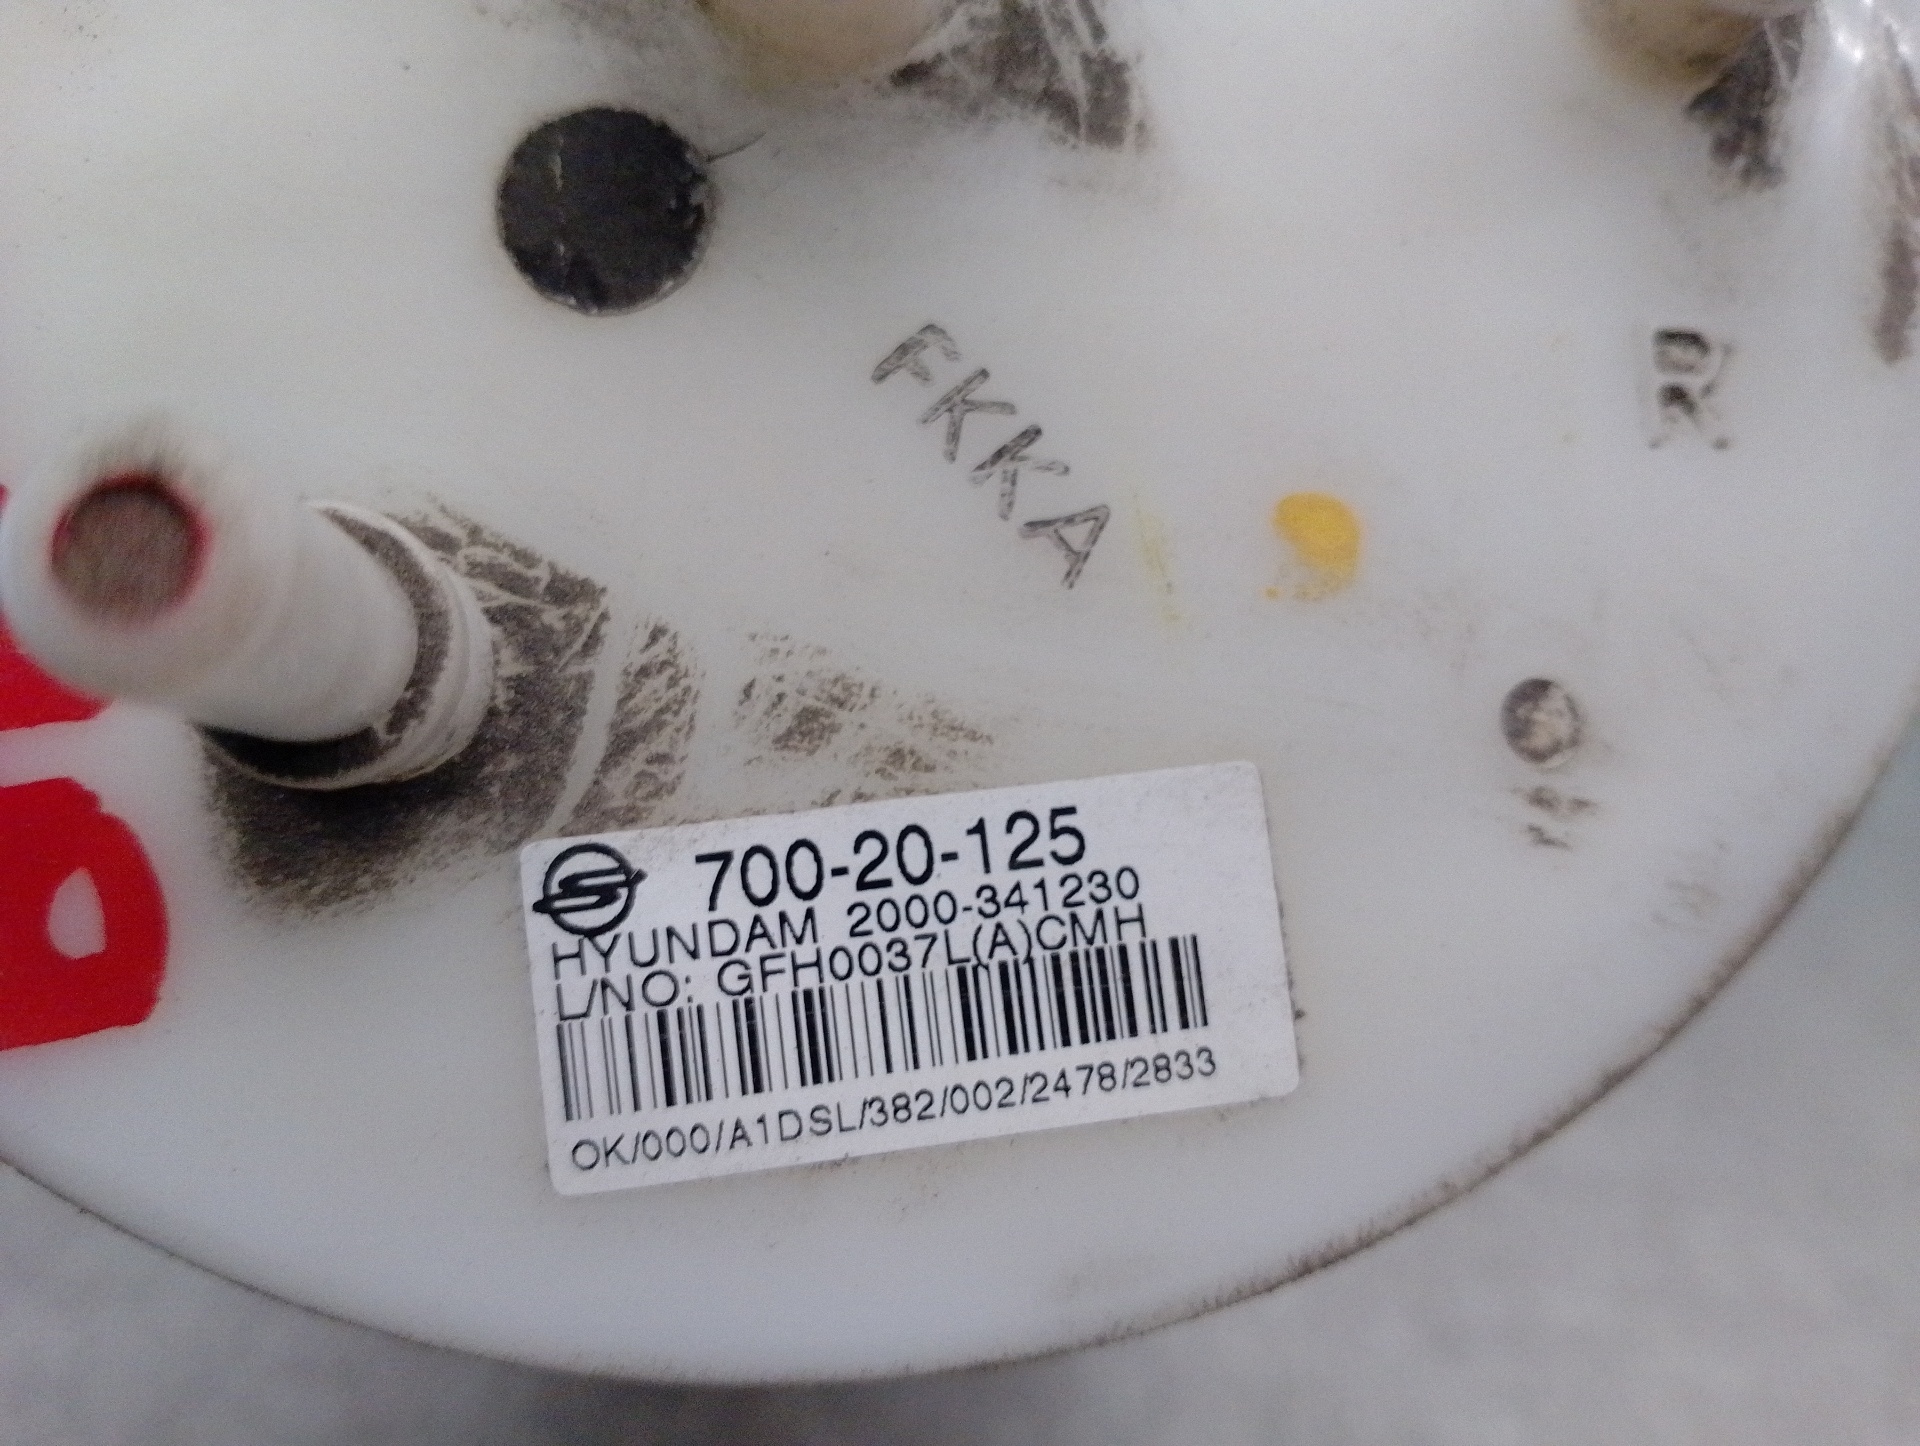 FKKA
700-20-125
HYUNDAM 2000-341230
L/NO: GFH0037L(A)CMH
OK/000/A1DSL/382/002/2478/2833